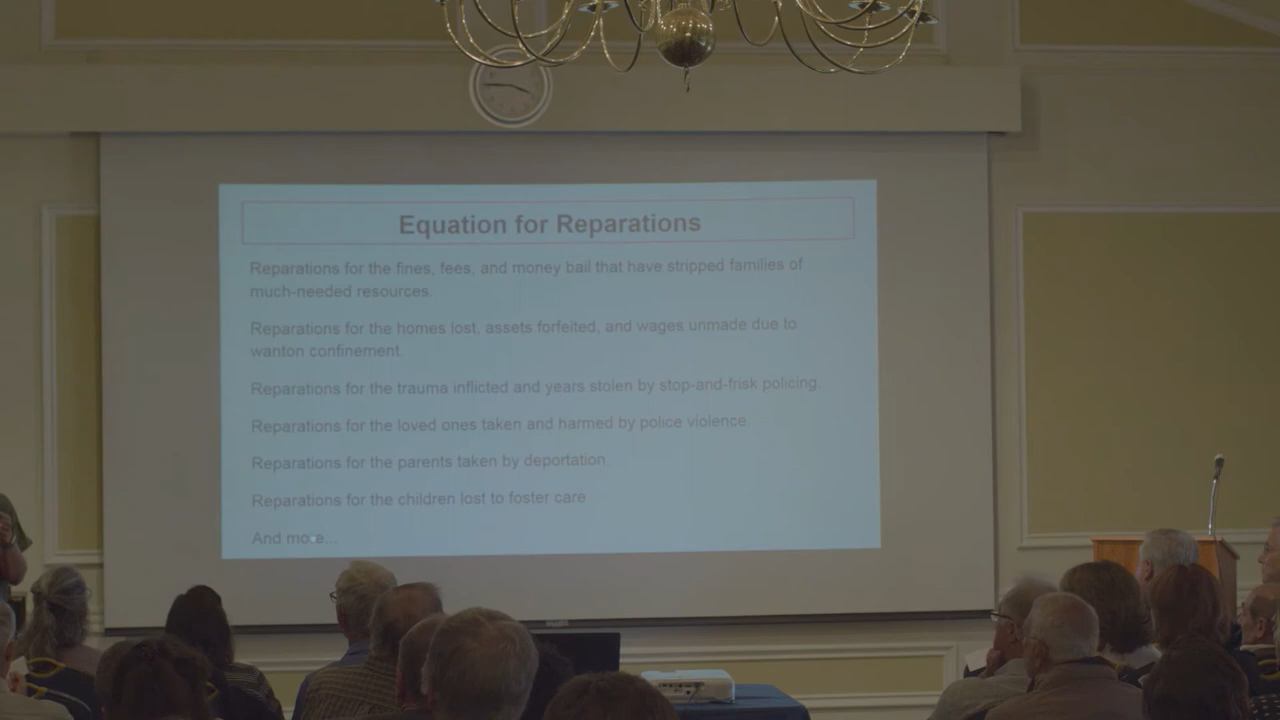 Equation for Reparations
Reparations for the fines, fees, and money bail that have stripped families of
much-needed resources.
Reparations for the homes lost, assets forfeited, and wages unmade due to
wanton confinement.
Reparations for the trauma inflicted and years stolen by stop-and-frisk policing.
Reparations for the loved ones taken and harmed by police violence.
Reparations for the parents taken by deportation.
Reparations for the children lost to foster care
And more...